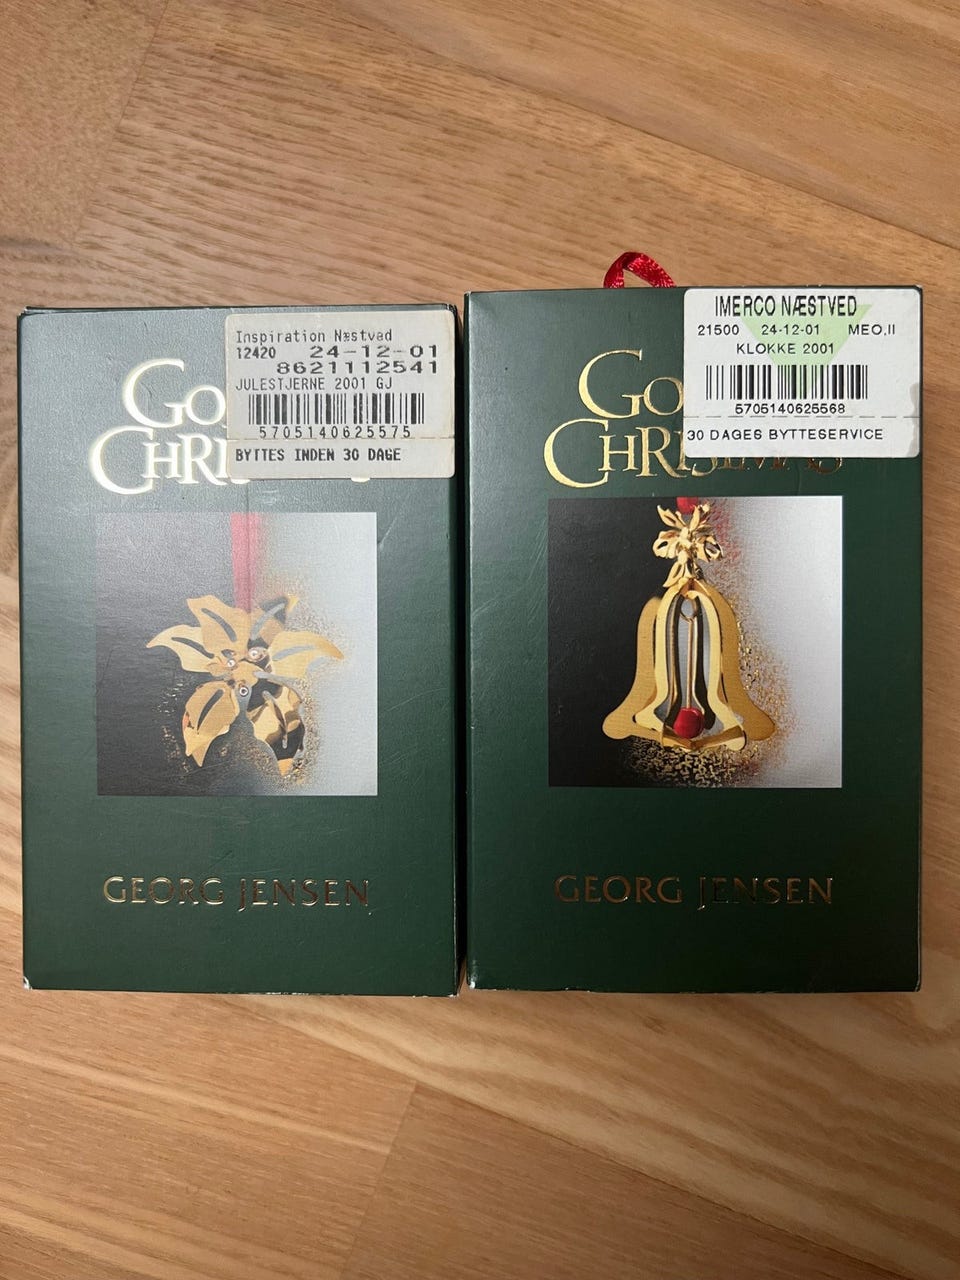 Inspiration Næstved
12420 24-12-01
8621112541
JULESTJERNE 2001 GJ
5705140625575
BYTTES INDEN 30 DAGE
GEORG JENSEN
IMERCO NÆSTVED
21500 24-12-01 MEO,II
KLOKKE 2001
5705140625568
30 DAGES BYTTESERVICE
CHRISTMAS
GEORG JENSEN